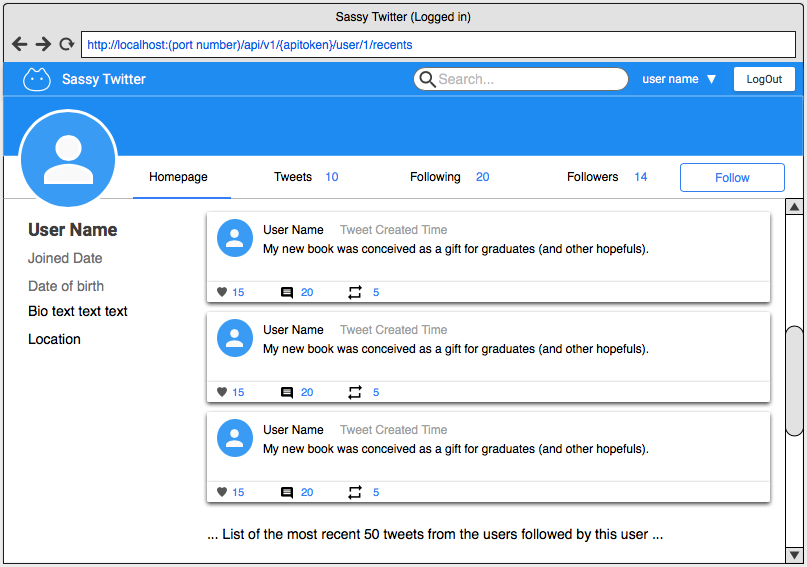 Sassy Twitter (Logged in)
http://localhost:(port number)/api/v1/{apitoken}/user/1/recents
Sassy Twitter
Search...
user name ▼
LogOut
Homepage
Tweets 10
Following 20
Followers 14
Follow
User Name
Joined Date
Date of birth
Bio text text text
Location
User Name Tweet Created Time
My new book was conceived as a gift for graduates (and other hopefuls).
15 20 5
User Name Tweet Created Time
My new book was conceived as a gift for graduates (and other hopefuls).
15 20 5
User Name Tweet Created Time
My new book was conceived as a gift for graduates (and other hopefuls).
15 20 5
... List of the most recent 50 tweets from the users followed by this user ...